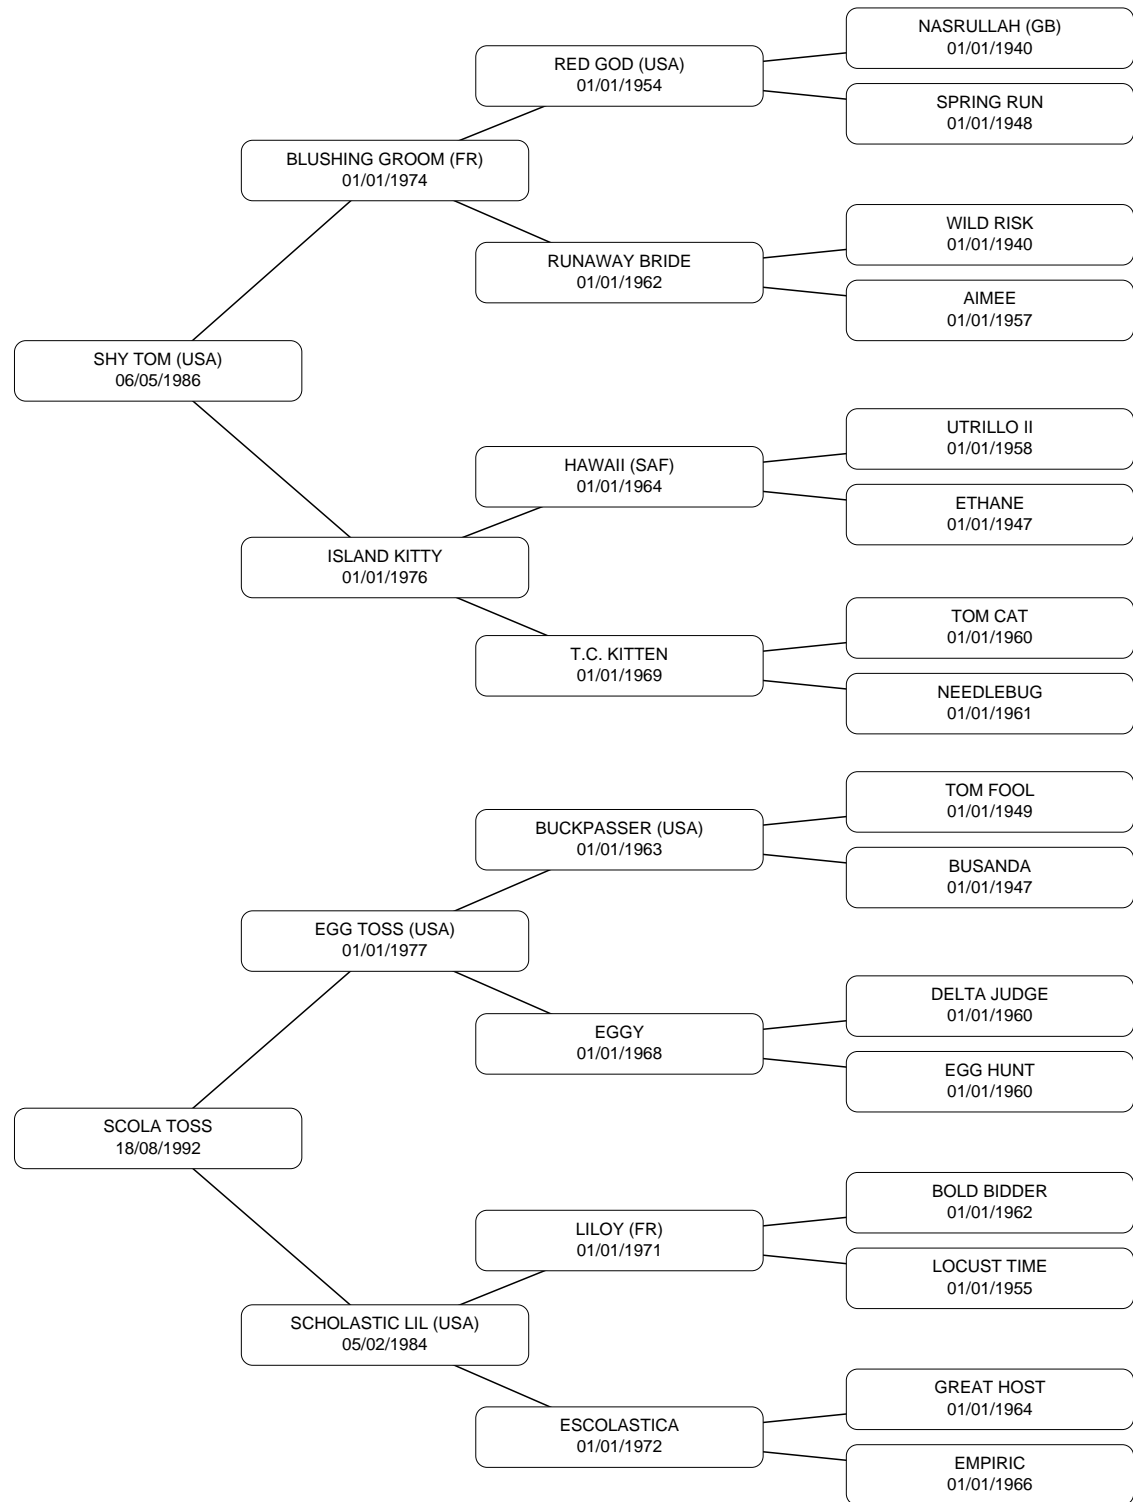 NASRULLAH (GB)
01/01/1940
RED GOD (USA)
01/01/1954
SPRING RUN
01/01/1948
BLUSHING GROOM (FR)
01/01/1974
WILD RISK
01/01/1940
RUNAWAY BRIDE
01/01/1962
AIMEE
01/01/1957
SHY TOM (USA)
06/05/1986
UTRILLO II
01/01/1958
HAWAII (SAF)
01/01/1964
ETHANE
01/01/1947
ISLAND KITTY
01/01/1976
TOM CAT
01/01/1960
T.C. KITTEN
01/01/1969
NEEDLEBUG
01/01/1961
TOM FOOL
01/01/1949
BUCKPASSER (USA)
01/01/1963
BUSANDA
01/01/1947
EGG TOSS (USA)
01/01/1977
DELTA JUDGE
01/01/1960
EGGY
01/01/1968
EGG HUNT
01/01/1960
SCOLA TOSS
18/08/1992
BOLD BIDDER
01/01/1962
LILOY (FR)
01/01/1971
LOCUST TIME
01/01/1955
SCHOLASTIC LIL (USA)
05/02/1984
GREAT HOST
01/01/1964
ESCOLASTICA
01/01/1972
EMPIRIC
01/01/1966